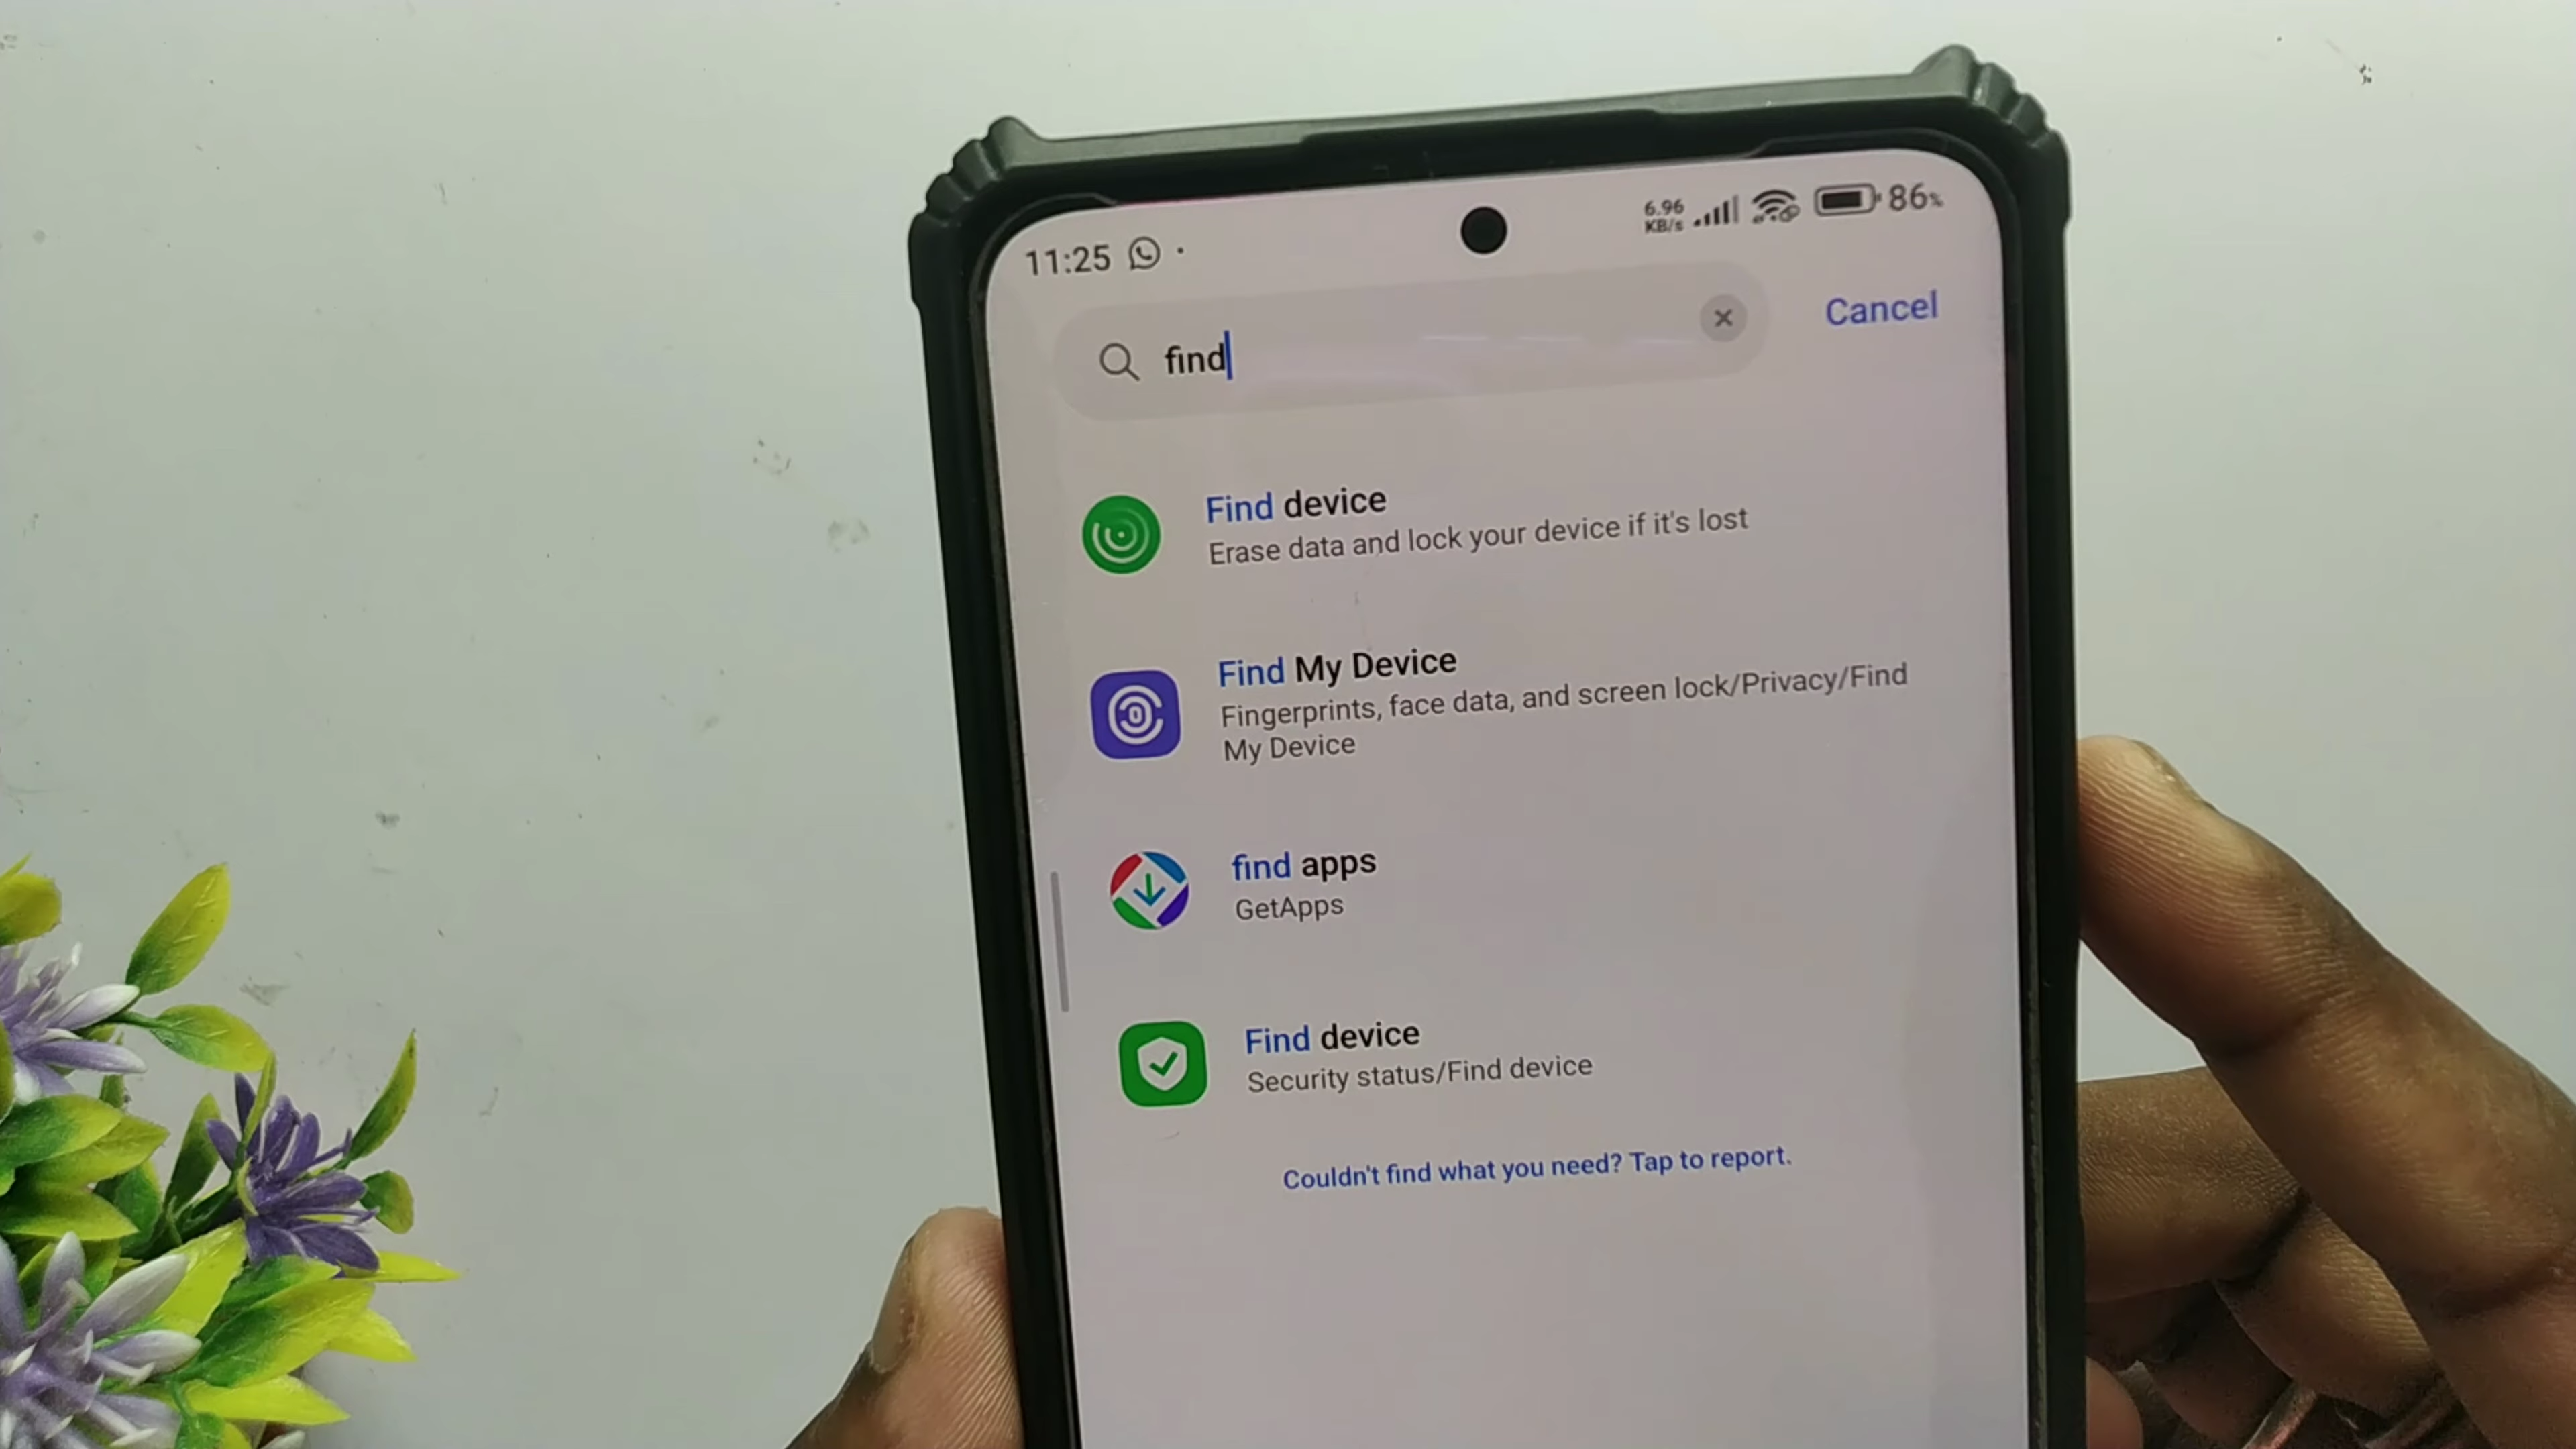 11:25
6.96 KB/s
86%
find
Cancel
Find device
Erase data and lock your device if it's lost
Find My Device
Fingerprints, face data, and screen lock/Privacy/Find
My Device
find apps
GetApps
Find device
Security status/Find device
Couldn't find what you need? Tap to report.